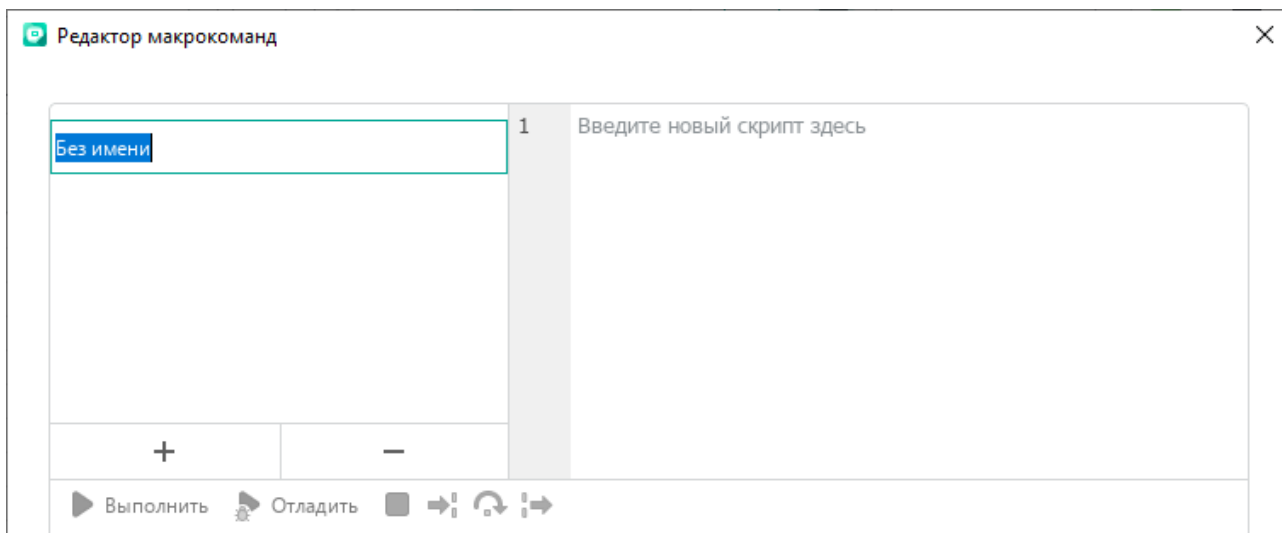 Редактор макрокоманд
Без имени
1 Введите новый скрипт здесь
Выполнить Отладить